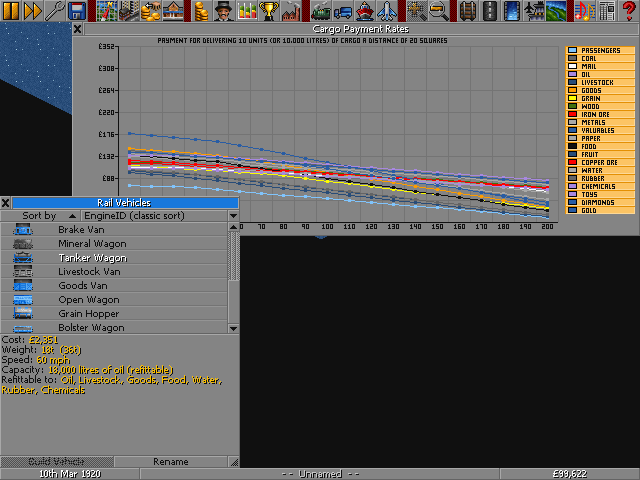 Cargo Payment Rates
PAYMENT FOR DELIVERING 10 UNITS (OR 10,000 LITRES) OF CARGO A DISTANCE OF 20 SQUARES
£352
£308
£264
£220
£176
£132
£88
70 80 90 100 110 120 130 140 150 160 170 180 190 200
PASSENGERS
COAL
MAIL
OIL
LIVESTOCK
GOODS
GRAIN
WOOD
IRON ORE
METALS
VALUABLES
PAPER
FOOD
FRUIT
COPPER ORE
WATER
RUBBER
CHEMICALS
TOYS
DIAMONDS
GOLD
Rail Vehicles
Sort by EngineID (classic sort)
Brake Van
Mineral Wagon
Tanker Wagon
Livestock Van
Goods Van
Open Wagon
Grain Hopper
Bolster Wagon
Cost: £2,351
Weight: 18t (36t)
Speed: 60 mph
Capacity: 18,000 litres of oil (refittable)
Refittable to: Oil, Livestock, Goods, Food, Water,
Rubber, Chemicals
Build Vehicle Rename
10th Mar 1920 - - Unnamed - - £99,622